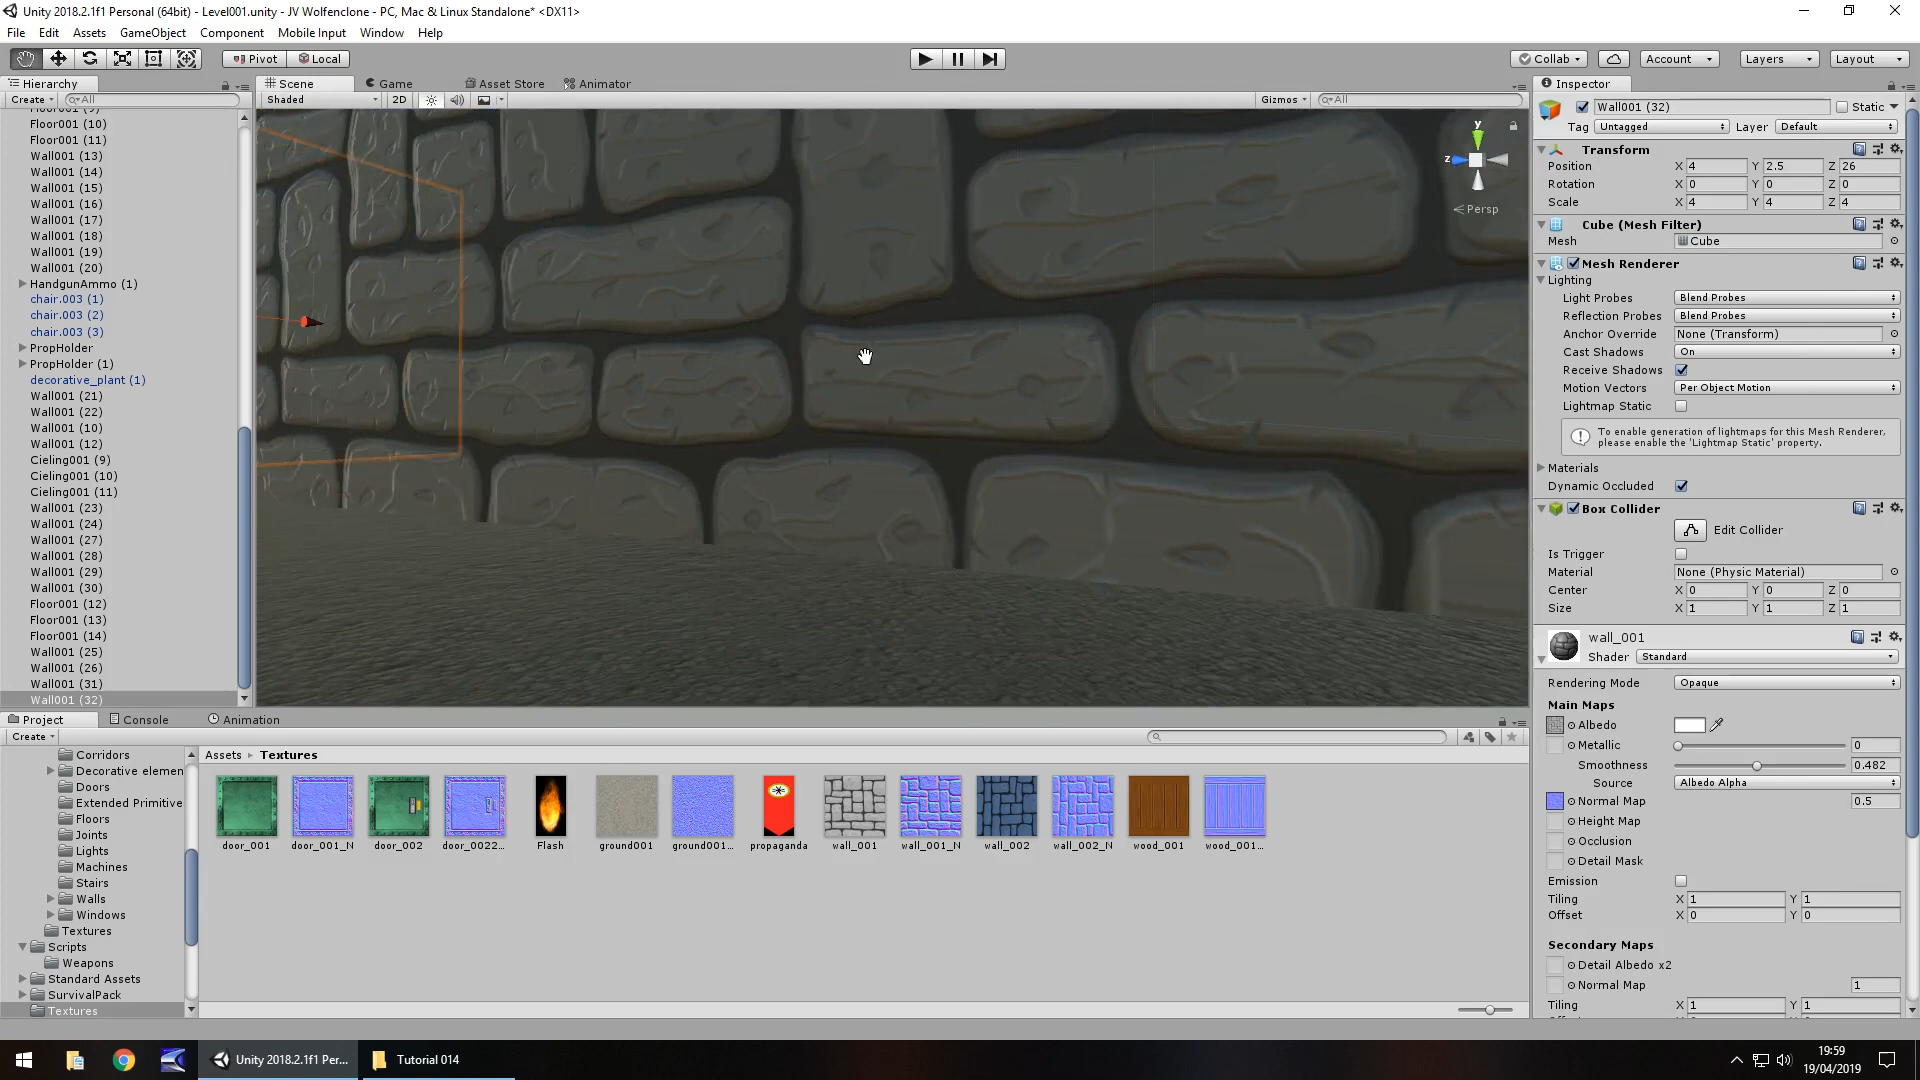 Unity 2018.2.1f1 Personal (64bit) - Level001.unity - JV Wolfenclone - PC, Mac & Linux Standalone* <DX11>
File Edit Assets GameObject Component Mobile Input Window Help
Pivot Local Collab Account Layers Layout
Hierarchy Scene Game Asset Store Animator Inspector
Create All Shaded 2D Gizmos All
Floor001 (10)
Floor001 (11)
Wall001 (13)
Wall001 (14)
Wall001 (15)
Wall001 (16)
Wall001 (17)
Wall001 (18)
Wall001 (19)
Wall001 (20)
HandgunAmmo (1)
chair.003 (1)
chair.003 (2)
chair.003 (3)
PropHolder
PropHolder (1)
decorative_plant (1)
Wall001 (21)
Wall001 (22)
Wall001 (10)
Wall001 (12)
Cieling001 (9)
Cieling001 (10)
Cieling001 (11)
Wall001 (23)
Wall001 (24)
Wall001 (27)
Wall001 (28)
Wall001 (29)
Wall001 (30)
Floor001 (12)
Floor001 (13)
Floor001 (14)
Wall001 (25)
Wall001 (26)
Wall001 (31)
Wall001 (32)
y
z
Persp
Wall001 (32) Static
Tag Untagged Layer Default
Transform
Position X 4 Y 2.5 Z 26
Rotation X 0 Y 0 Z 0
Scale X 4 Y 4 Z 4
Cube (Mesh Filter)
Mesh Cube
Mesh Renderer
Lighting
Light Probes Blend Probes
Reflection Probes Blend Probes
Anchor Override None (Transform)
Cast Shadows On
Receive Shadows
Motion Vectors Per Object Motion
Lightmap Static
To enable generation of lightmaps for this Mesh Renderer,
please enable the 'Lightmap Static' property.
Materials
Dynamic Occluded
Box Collider
Edit Collider
Is Trigger
Material None (Physic Material)
Center X 0 Y 0 Z 0
Size X 1 Y 1 Z 1
wall_001
Shader Standard
Rendering Mode Opaque
Main Maps
Albedo
Metallic 0
Smoothness 0.482
Source Albedo Alpha
Normal Map 0.5
Height Map
Occlusion
Detail Mask
Emission
Tiling X 1 Y 1
Offset X 0 Y 0
Secondary Maps
Detail Albedo x2
Normal Map 1
Tiling X 1 Y 1
Project Console Animation
Create
Corridors
Decorative elemen
Doors
Extended Primitive
Floors
Joints
Lights
Machines
Stairs
Walls
Windows
Textures
Scripts
Weapons
Standard Assets
SurvivalPack
Textures
Assets Textures
door_001 door_001_N door_002 door_0022... Flash ground001 ground001... propaganda wall_001 wall_001_N wall_002 wall_002_N wood_001 wood_001...
Unity 2018.2.1f1 Per... Tutorial 014
19:59
19/04/2019